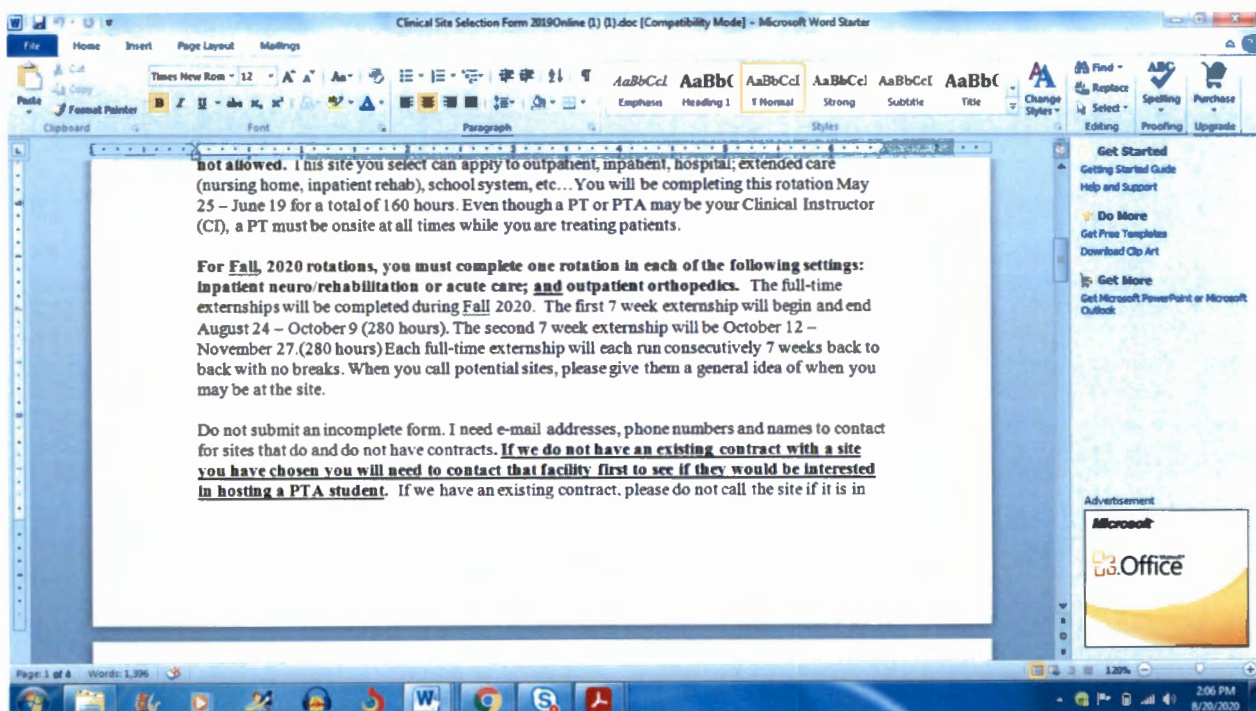 Clinical Site Selection Form 2019Online (1) (1).doc [Compatibility Mode] - Microsoft Word Starter
File Home Insert Page Layout Mailings
Paste Cut Copy Format Painter
Times New Rom 12
AaBbCcI AaBb( AaBbCcI AaBbCcl AaBbCcI AaBb(
Emphasis Heading 1 ¶ Normal Strong Subtitle Title
Change Styles
Find Replace Select
ABC Spelling
Purchase
Clipboard Font Paragraph Styles Editing Proofing Upgrade
not allowed. This site you select can apply to outpatient, inpatient, hospital; extended care
(nursing home, inpatient rehab), school system, etc... You will be completing this rotation May
25 – June 19 for a total of 160 hours. Even though a PT or PTA may be your Clinical Instructor
(CI), a PT must be onsite at all times while you are treating patients.
For Fall, 2020 rotations, you must complete one rotation in each of the following settings:
inpatient neuro/rehabilitation or acute care; and outpatient orthopedics. The full-time
externships will be completed during Fall 2020. The first 7 week externship will begin and end
August 24 – October 9 (280 hours). The second 7 week externship will be October 12 –
November 27.(280 hours) Each full-time externship will each run consecutively 7 weeks back to
back with no breaks. When you call potential sites, please give them a general idea of when you
may be at the site.
Do not submit an incomplete form. I need e-mail addresses, phone numbers and names to contact
for sites that do and do not have contracts. If we do not have an existing contract with a site
you have chosen you will need to contact that facility first to see if they would be interested
in hosting a PTA student. If we have an existing contract, please do not call the site if it is in
Get Started
Getting Started Guide
Help and Support
Do More
Get Free Templates
Download Clip Art
Get More
Get Microsoft PowerPoint or Microsoft
Outlook
Advertisement
Microsoft
Office
Page: 1 of 4 Words: 1,396
120%
2:06 PM
8/20/2020